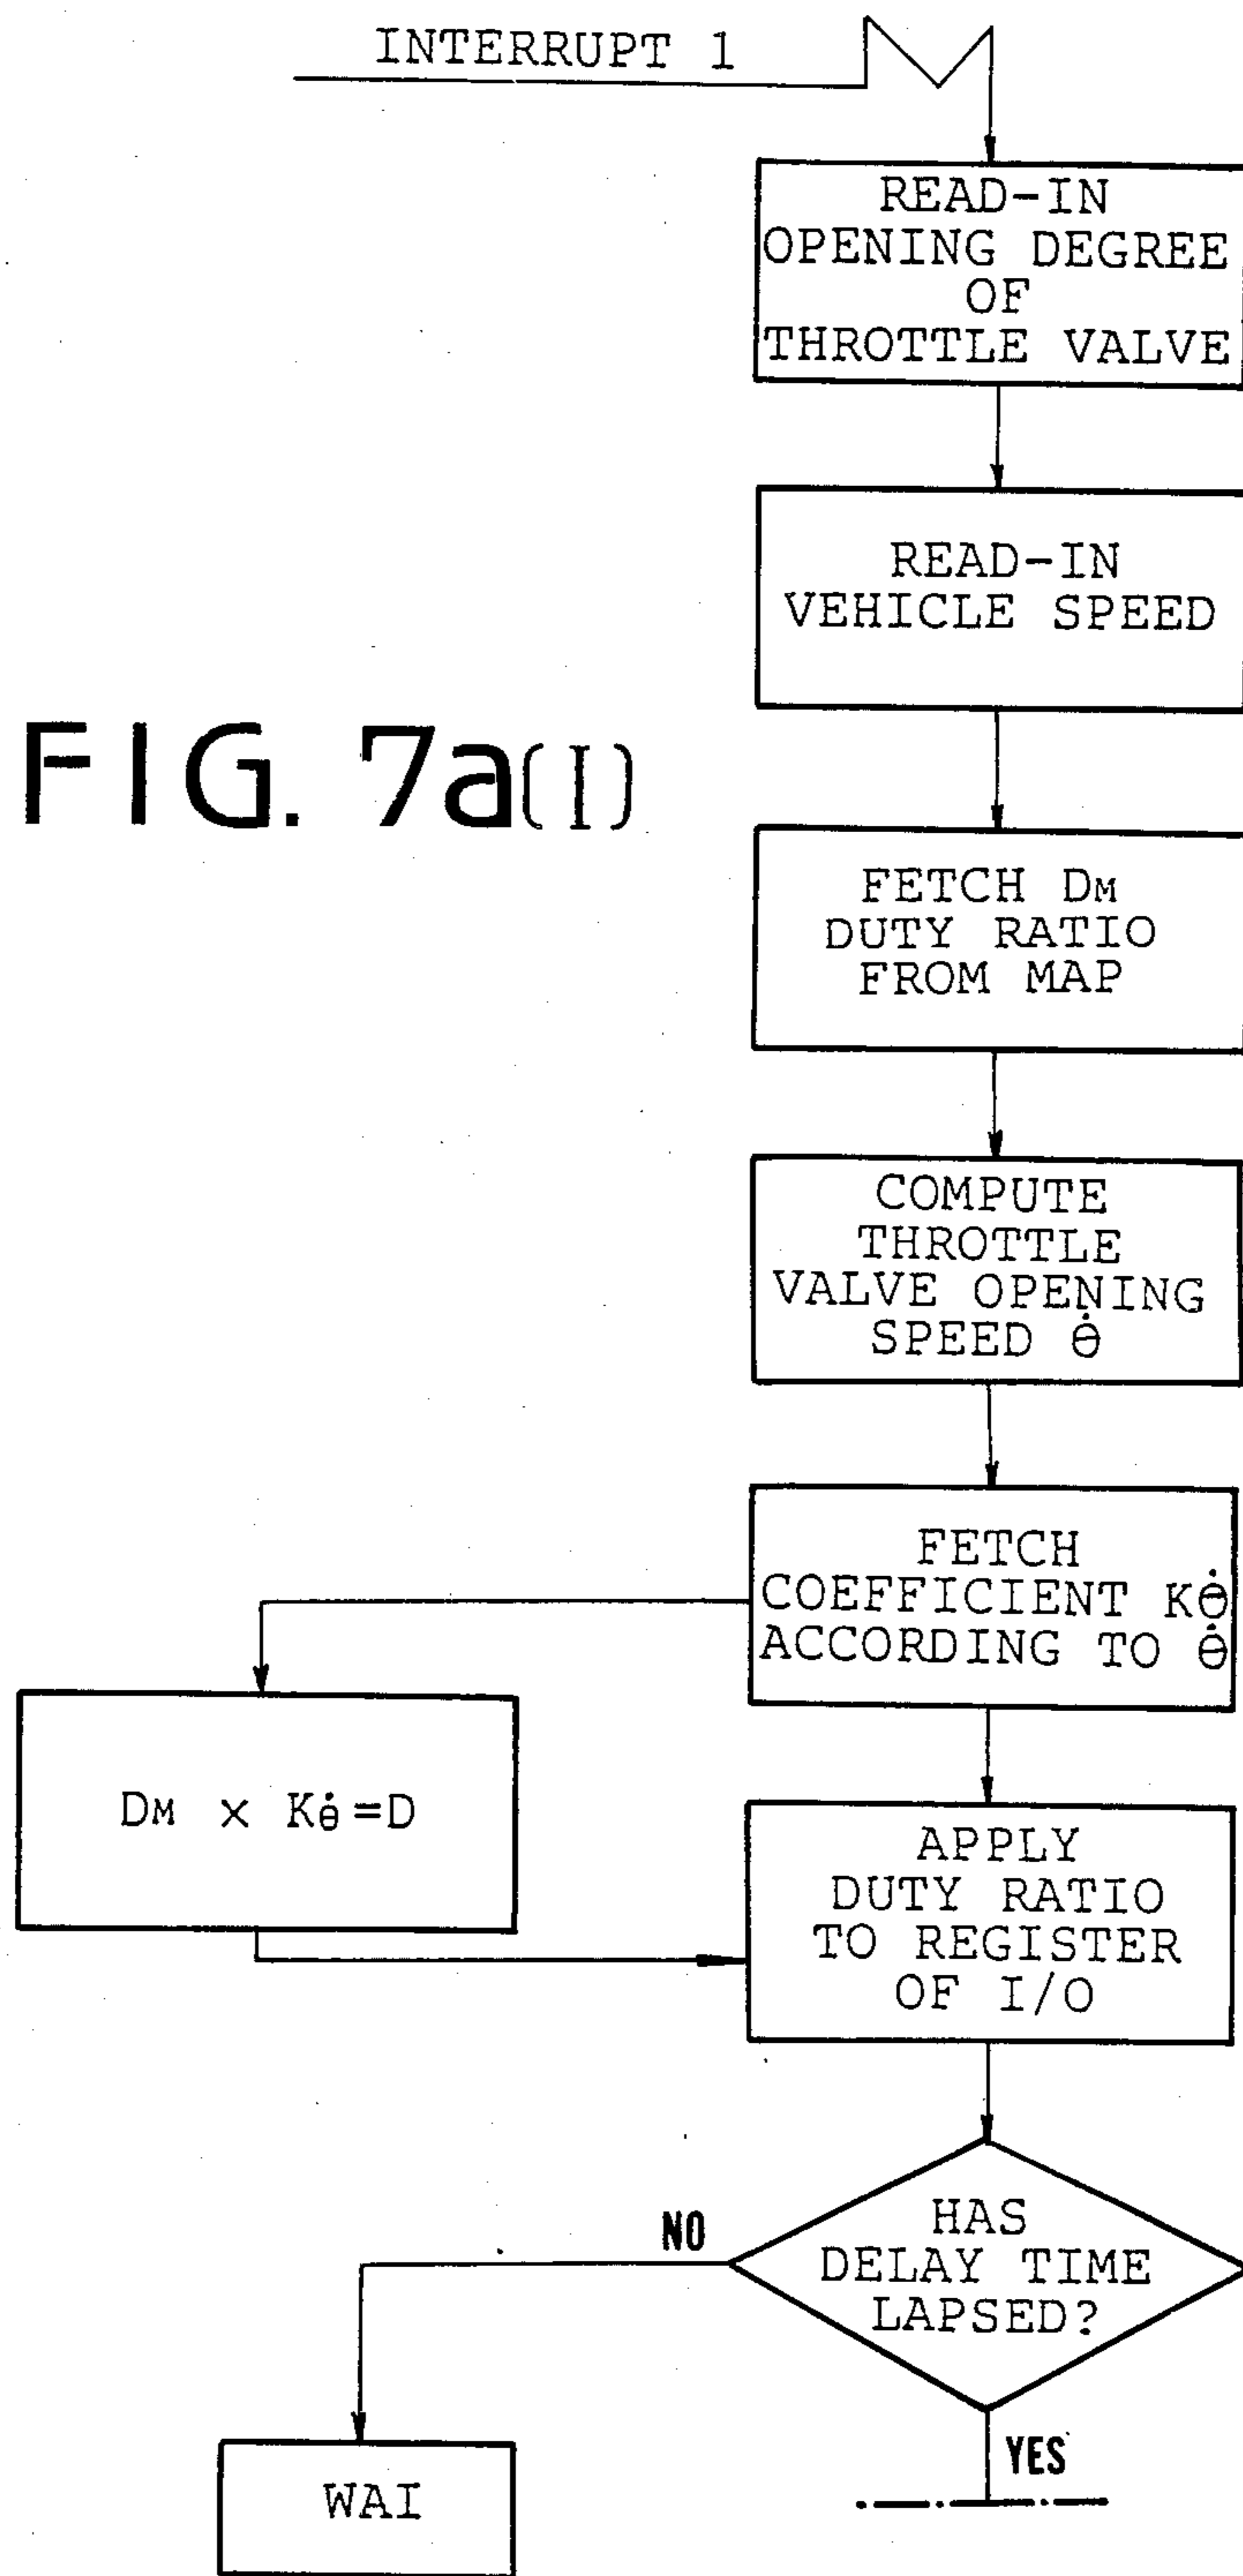 INTERRUPT 1
READ-IN
OPENING DEGREE
OF
THROTTLE VALVE
READ-IN
VEHICLE SPEED
FIG. 7a(I)
FETCH DM
DUTY RATIO
FROM MAP
COMPUTE
THROTTLE
VALVE OPENING
SPEED θ̇
FETCH
COEFFICIENT Kθ̇
ACCORDING TO θ̇
DM × Kθ̇=D
APPLY
DUTY RATIO
TO REGISTER
OF I/O
HAS
DELAY TIME
LAPSED?
NO
YES
WAI